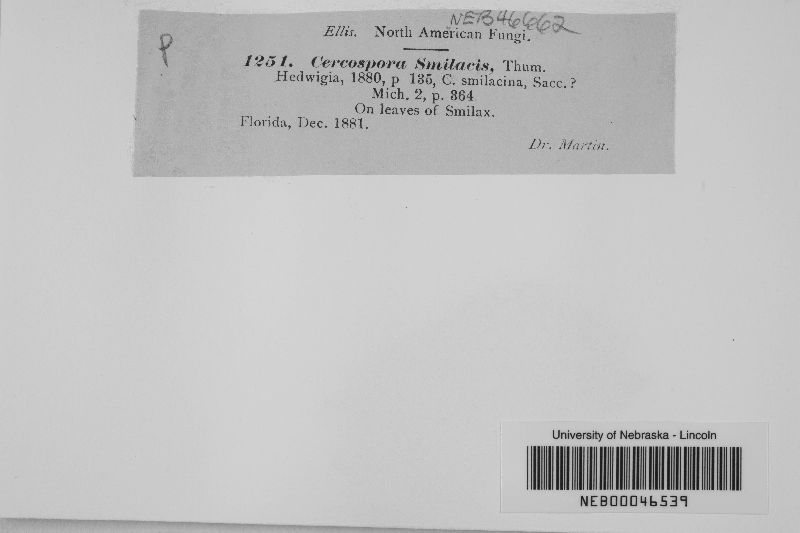 NEB46662
P
Ellis. North American Fungi.
1251. Cercospora Smilacis, Thum.
Hedwigia, 1880, p 135, C. smilacina, Sacc.?
Mich. 2, p. 364
On leaves of Smilax.
Florida, Dec. 1881.
Dr. Martin.
University of Nebraska - Lincoln
NEB00046539